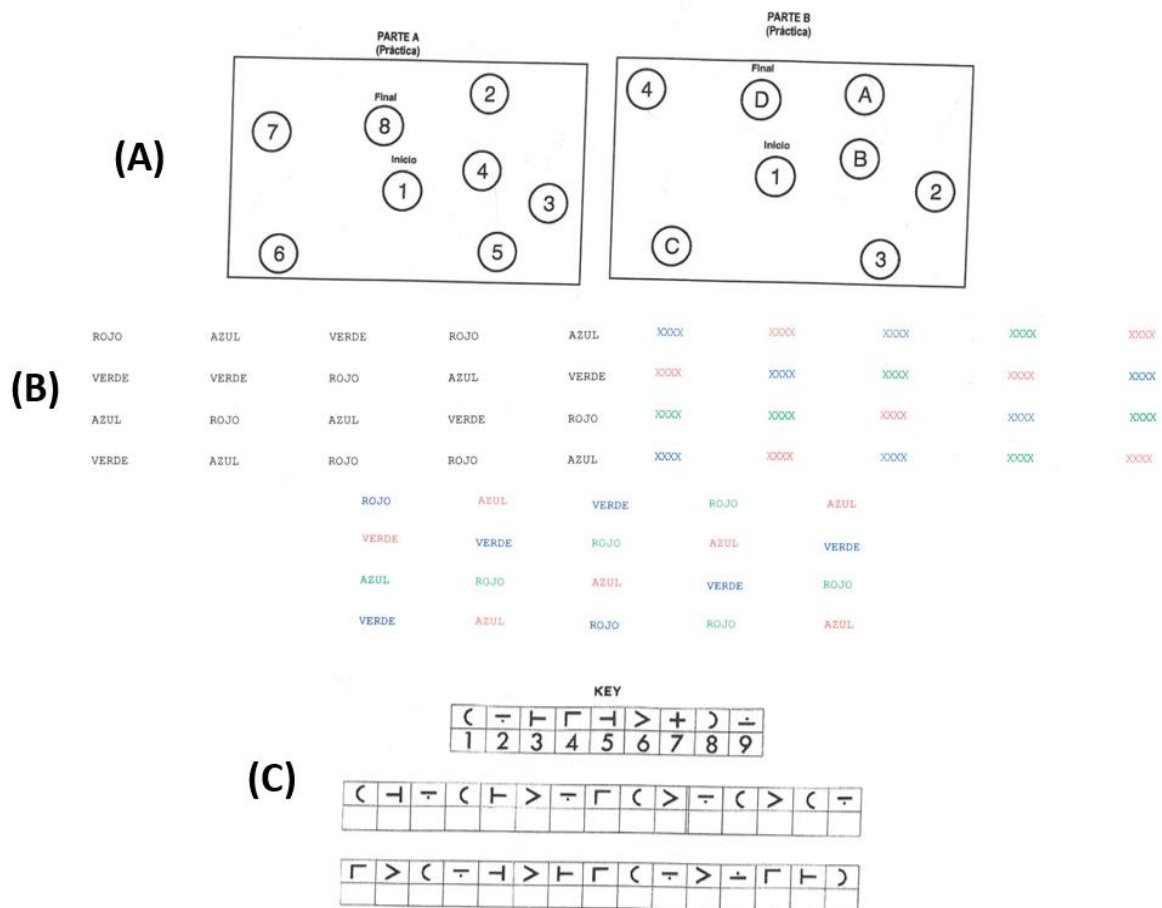 PARTE A
(Práctica)
PARTE B
(Práctica)
(A)
2
Final
8
7
Inicio
1
4
3
6
5
4
Final
D
A
Inicio
1
B
2
C
3
(B)
ROJO AZUL VERDE ROJO AZUL XXXX XXXX XXXX XXXX XXXX
VERDE VERDE ROJO AZUL VERDE XXXX XXXX XXXX XXXX XXXX
AZUL ROJO AZUL VERDE ROJO XXXX XXXX XXXX XXXX XXXX
VERDE AZUL ROJO ROJO AZUL XXXX XXXX XXXX XXXX XXXX
ROJO AZUL VERDE ROJO AZUL
VERDE VERDE ROJO AZUL VERDE
AZUL ROJO AZUL VERDE ROJO
VERDE AZUL ROJO ROJO AZUL
KEY
1 2 3 4 5 6 7 8 9
(C)